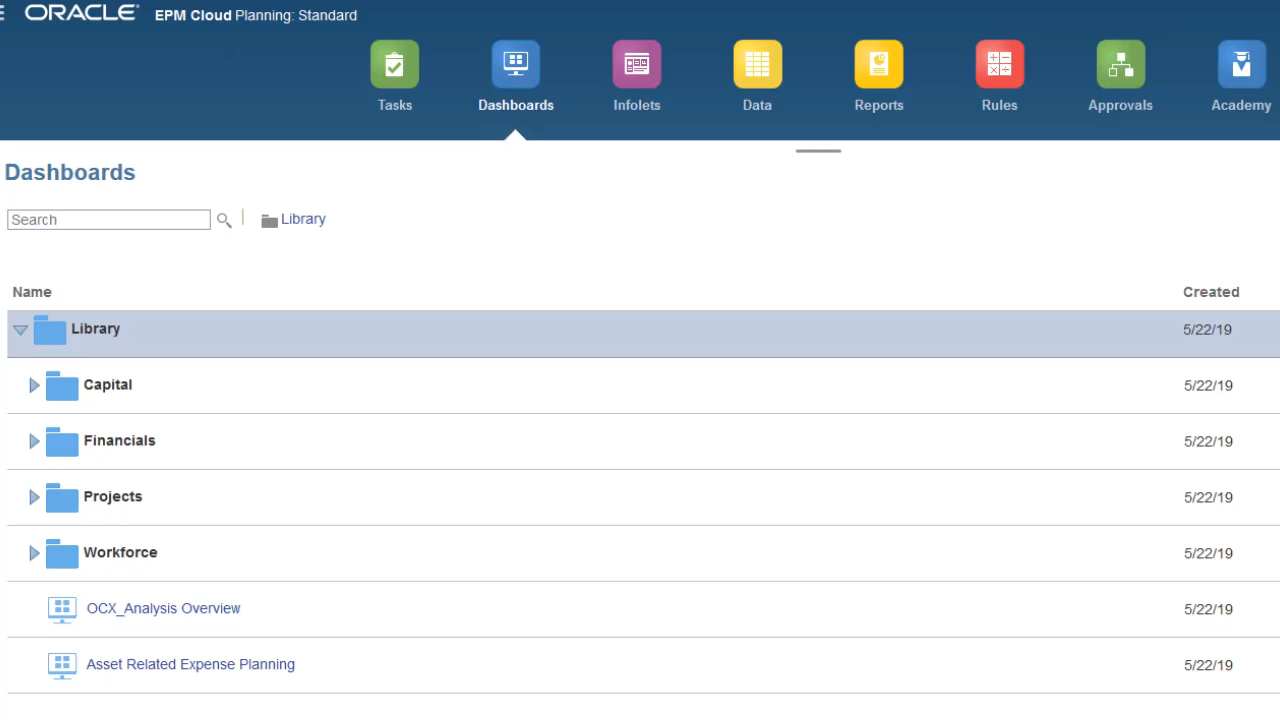 ORACLE EPM Cloud Planning: Standard
Tasks Dashboards Infolets Data Reports Rules Approvals Academy
Dashboards
Search Library
Name Created
Library 5/22/19
Capital 5/22/19
Financials 5/22/19
Projects 5/22/19
Workforce 5/22/19
OCX_Analysis Overview 5/22/19
Asset Related Expense Planning 5/22/19